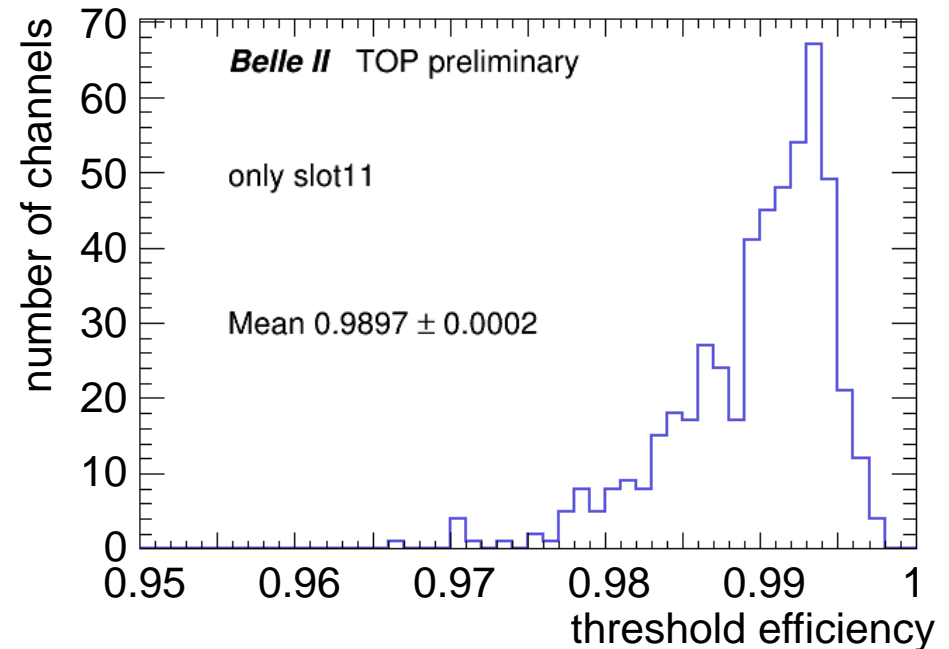 number of channels
70
60
50
40
30
20
10
0
Belle II TOP preliminary
only slot11
Mean 0.9897 ± 0.0002
0.95 0.96 0.97 0.98 0.99 1
threshold efficiency